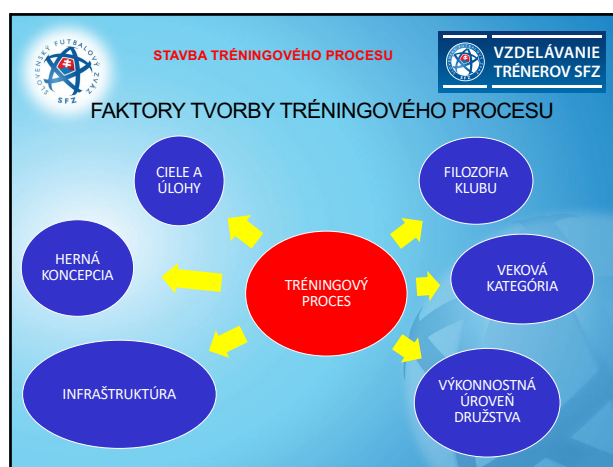 SLOVENSKÝ FUTBALOVÝ ZVÄZ
SFZ
STAVBA TRÉNINGOVÉHO PROCESU
VZDELÁVANIE
TRÉNEROV SFZ
FAKTORY TVORBY TRÉNINGOVÉHO PROCESU
CIELE A
ÚLOHY
FILOZOFIA
KLUBU
HERNÁ
KONCEPCIA
TRÉNINGOVÝ
PROCES
VEKOVÁ
KATEGÓRIA
INFRAŠTRUKTÚRA
VÝKONNOSTNÁ
ÚROVEŇ
DRUŽSTVA